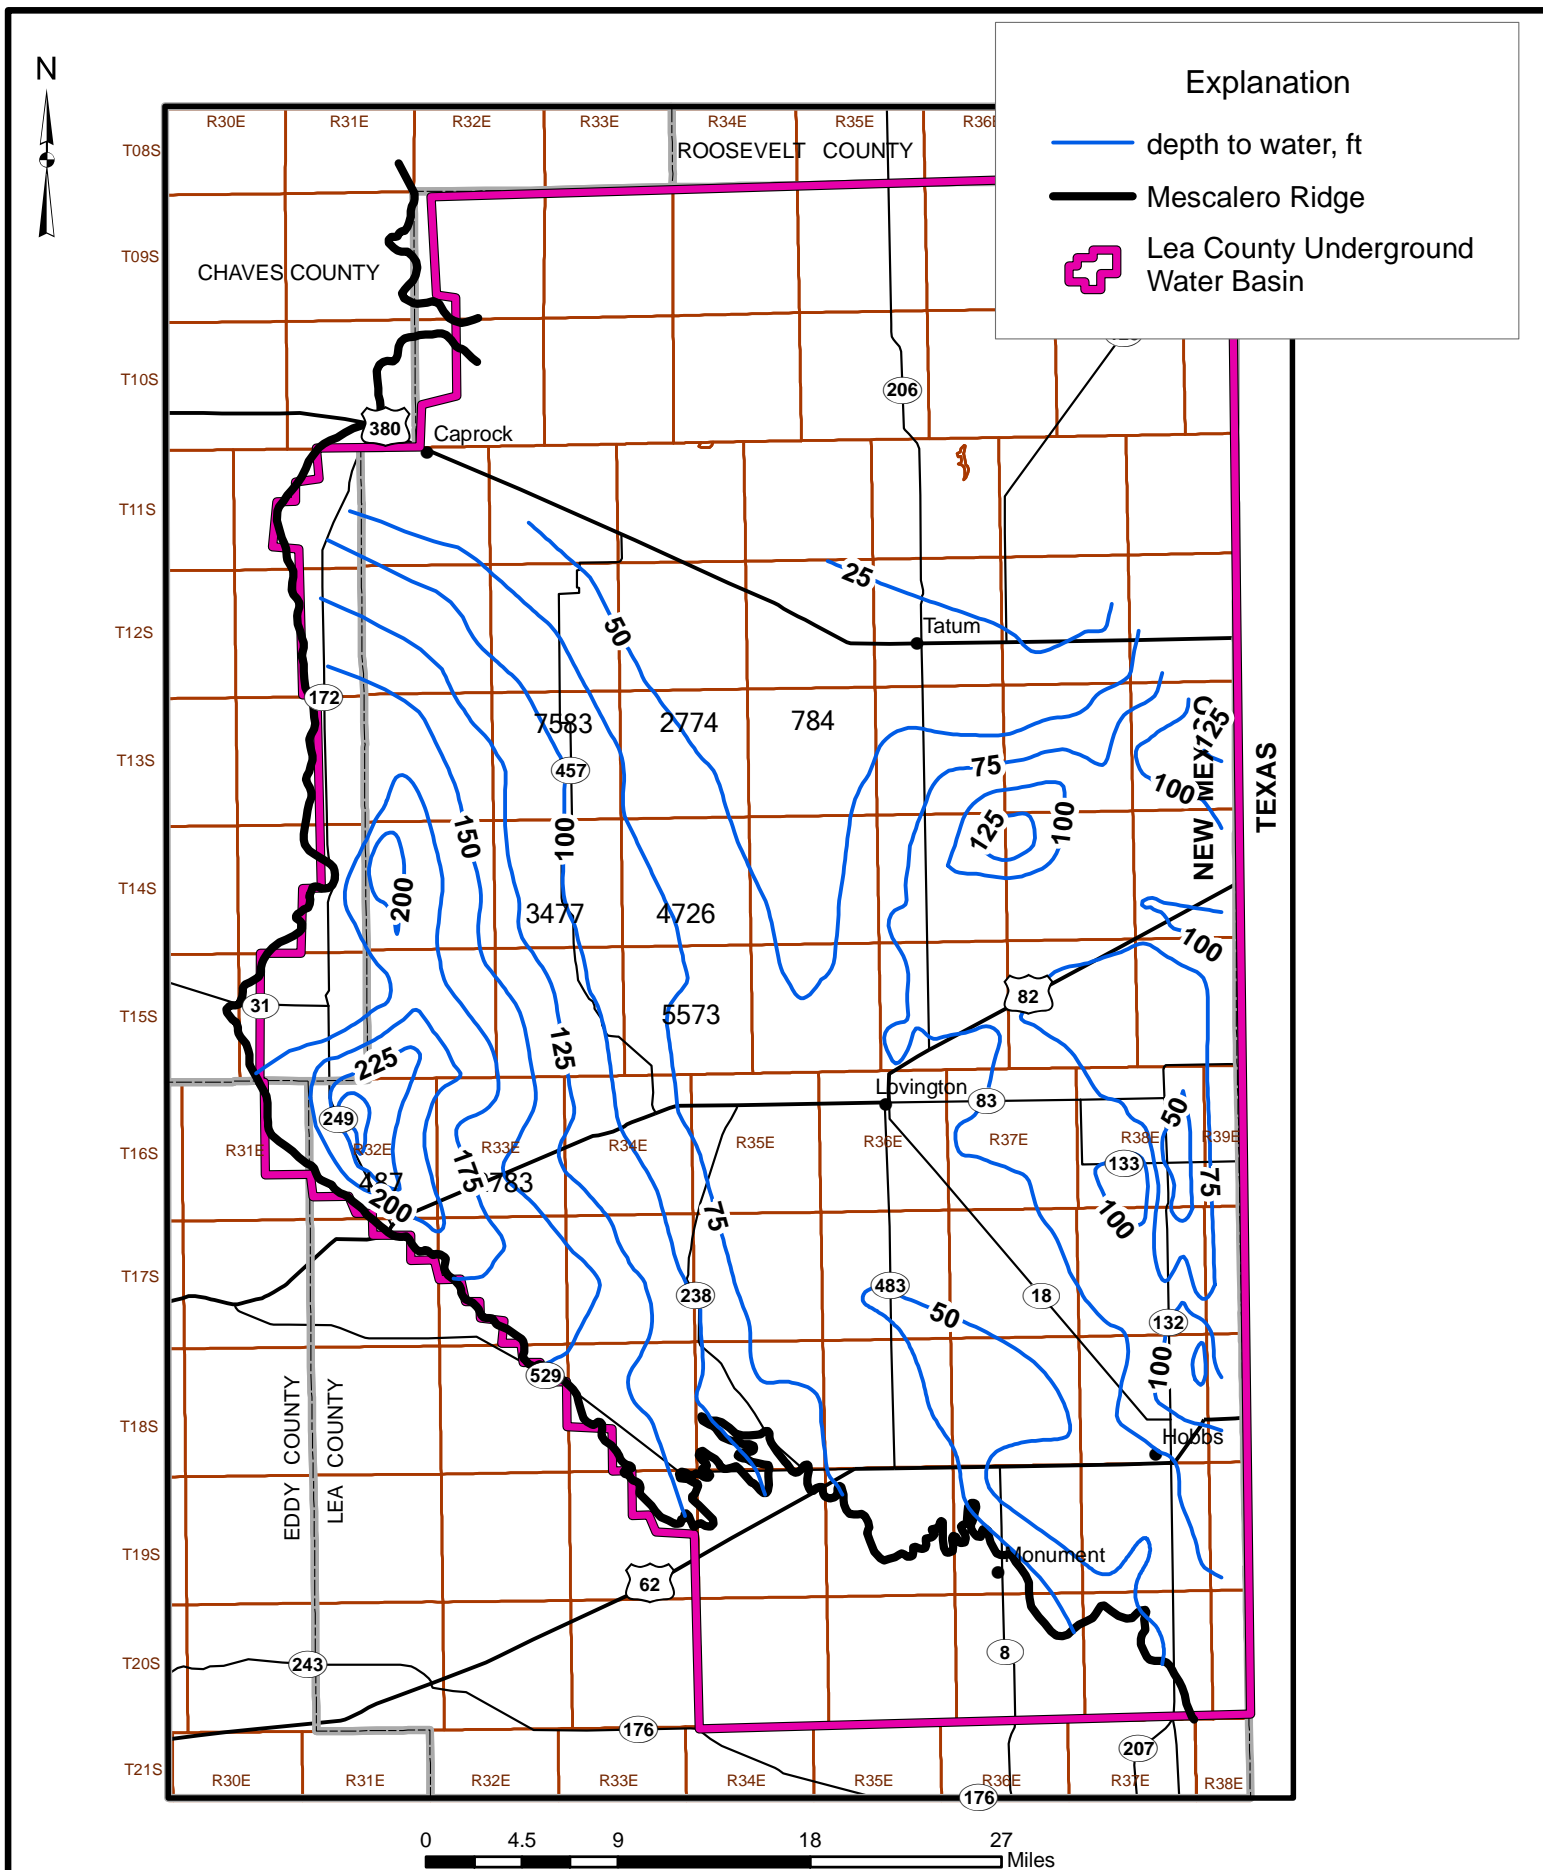 Explanation
depth to water, ft
Mescalero Ridge
Lea County Underground
Water Basin
N
R30E
R31E
R32E
R33E
R34E
R35E
T08S
ROOSEVELT COUNTY
T09S
CHAVES COUNTY
T10S
206
380
Caprock
T11S
25
50
Tatum
T12S
172
7583
2774
784
125
T13S
457
75
100
NEW MEXICO
TEXAS
150
100
125
100
T14S
200
3477
4726
100
82
31
T15S
5573
125
225
Lovington
83
249
50
T16S
R31E
R32E
R33E
R34E
R35E
R36E
R37E
R38E
R39E
133
487
783
175
75
200
75
100
T17S
238
483
18
50
132
529
100
EDDY COUNTY
LEA COUNTY
T18S
Hobbs
T19S
Monument
62
T20S
243
8
176
207
T21S
R30E
R31E
R32E
R33E
R34E
R35E
R36E
R37E
R38E
176
0
4.5
9
18
27
Miles